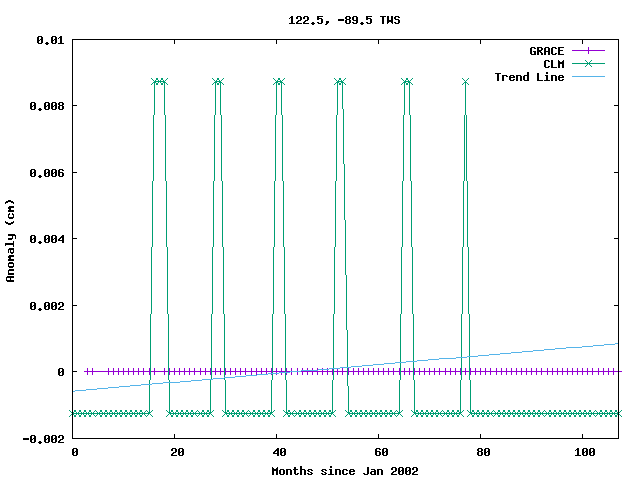 122.5, -89.5 TWS
0.01
GRACE
CLM
Trend Line
0.008
0.006
0.004
0.002
0
-0.002
Anomaly (cm)
0 20 40 60 80 100
Months since Jan 2002